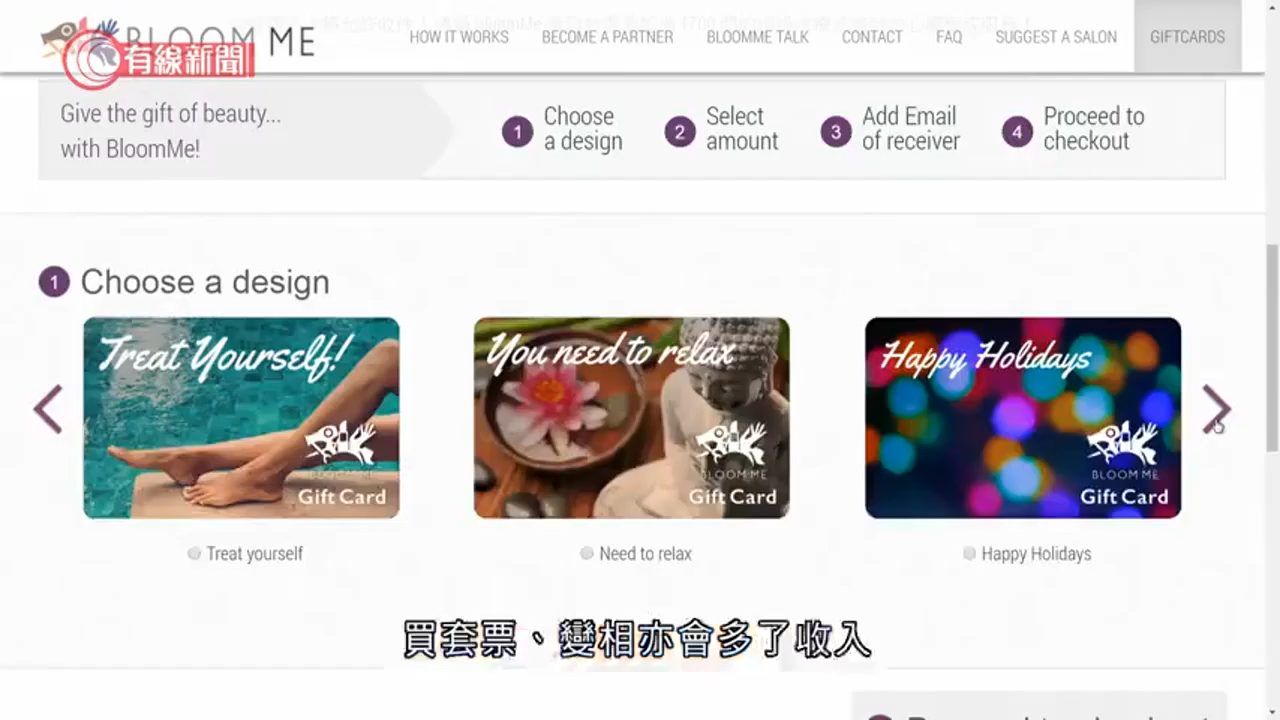 BLOOM ME
有線新聞
HOW IT WORKS
BECOME A PARTNER
BLOOMME TALK
CONTACT
FAQ
SUGGEST A SALON
GIFTCARDS
Give the gift of beauty...
with BloomMe!
1 Choose
a design
2 Select
amount
3 Add Email
of receiver
4 Proceed to
checkout
1 Choose a design
Treat Yourself!
BLOOM ME
Gift Card
You need to relax
BLOOM ME
Gift Card
Happy Holidays
BLOOM ME
Gift Card
Treat yourself
Need to relax
Happy Holidays
買套票、變相亦會多了收入